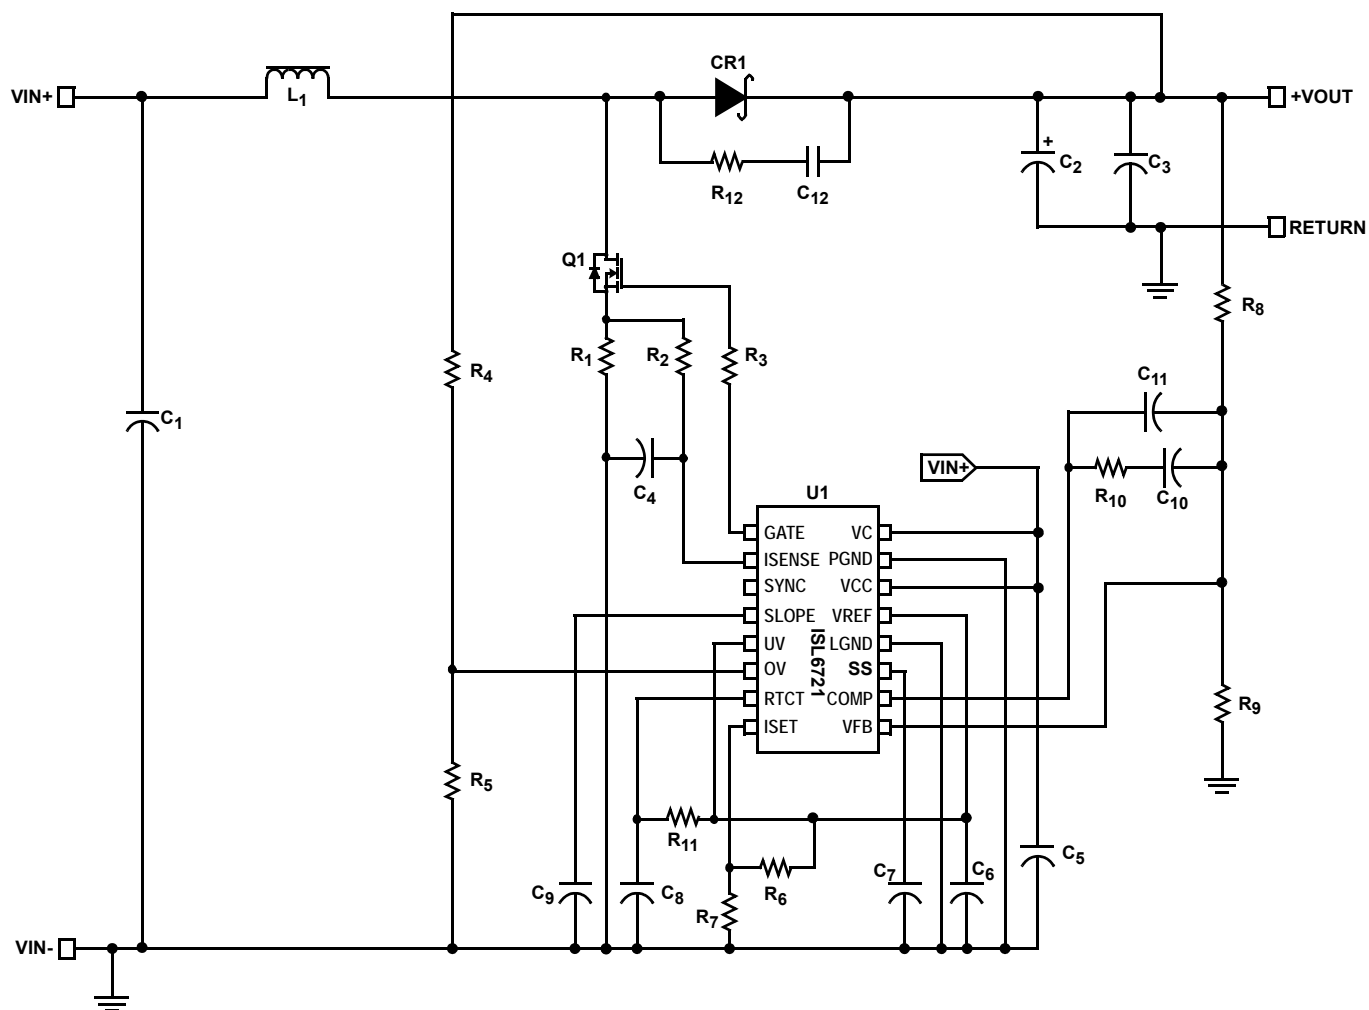 CR1
VIN+
L1
+VOUT
C2
+
C3
R12
C12
RETURN
Q1
R8
R1
R2
R3
R4
C11
C1
VIN+
R10
C10
C4
U1
GATE
VC
ISENSE
PGND
SYNC
VCC
SLOPE
VREF
UV
LGND
OV
SS
RTCT
COMP
ISET
VFB
ISL6721
R9
R5
R11
C5
C9
C8
R6
C7
C6
R7
VIN-